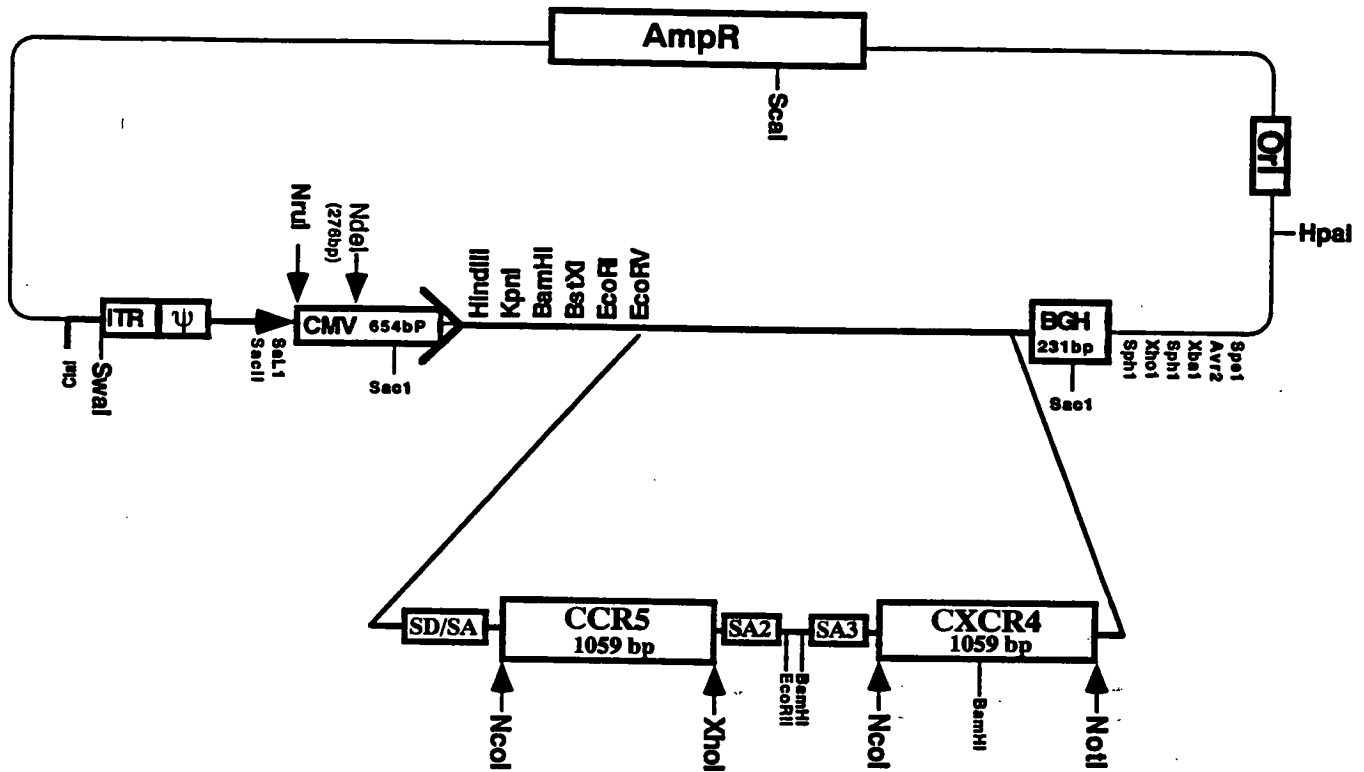 AmpR
ScaI
OrI
HpaI
NruI
NdeI
(276bp)
HindIII
KpnI
BamHI
BstXI
EcoRI
EcoRV
ITR
Ψ
CMV 654bP
BGH
231bp
ClaI
SwaI
SacII
SaL1
Sac1
Sac1
Sph1
Xho1
Sph1
Xba1
Avr2
Spe1
SD/SA
CCR5
1059 bp
SA2
SA3
CXCR4
1059 bp
NcoI
XhoI
EcoRII
BamHI
NcoI
BamHI
NotI